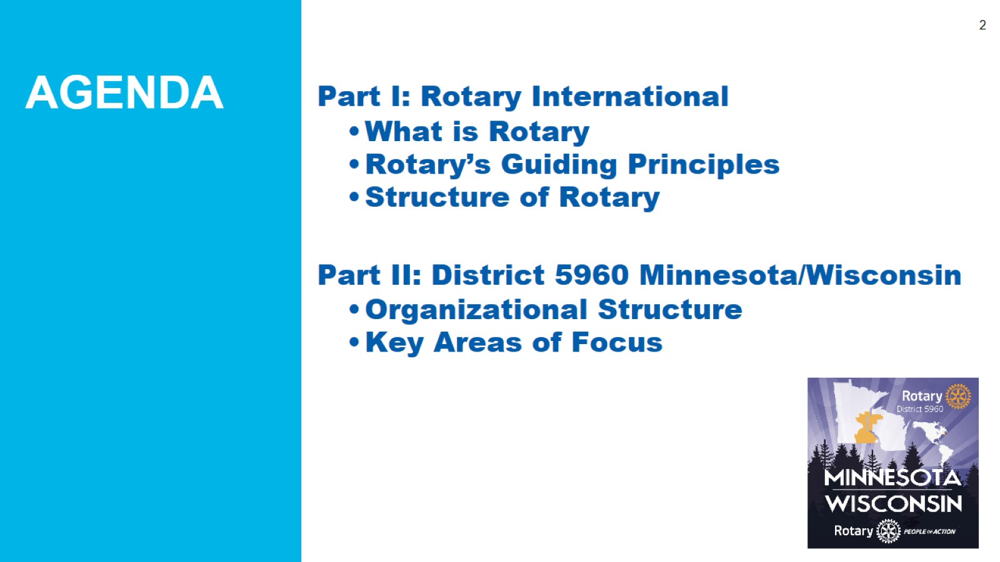 2
AGENDA
Part I: Rotary International
• What is Rotary
• Rotary’s Guiding Principles
• Structure of Rotary
Part II: District 5960 Minnesota/Wisconsin
• Organizational Structure
• Key Areas of Focus
Rotary
District 5960
MINNESOTA
WISCONSIN
Rotary PEOPLE OF ACTION